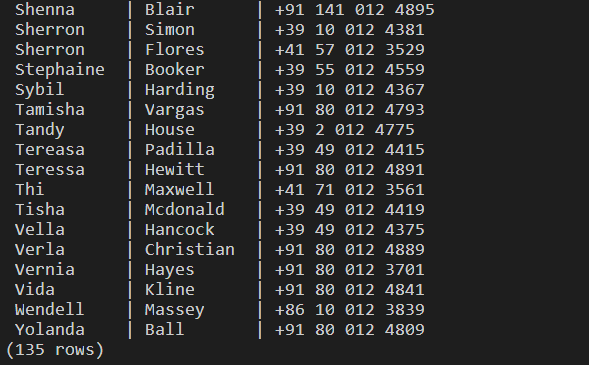 Shenna | Blair | +91 141 012 4895
Sherron | Simon | +39 10 012 4381
Sherron | Flores | +41 57 012 3529
Stephaine | Booker | +39 55 012 4559
Sybil | Harding | +39 10 012 4367
Tamisha | Vargas | +91 80 012 4793
Tandy | House | +39 2 012 4775
Tereasa | Padilla | +39 49 012 4415
Teressa | Hewitt | +91 80 012 4891
Thi | Maxwell | +41 71 012 3561
Tisha | Mcdonald | +39 49 012 4419
Vella | Hancock | +39 49 012 4375
Verla | Christian | +91 80 012 4889
Vernia | Hayes | +91 80 012 3701
Vida | Kline | +91 80 012 4841
Wendell | Massey | +86 10 012 3839
Yolanda | Ball | +91 80 012 4809
(135 rows)